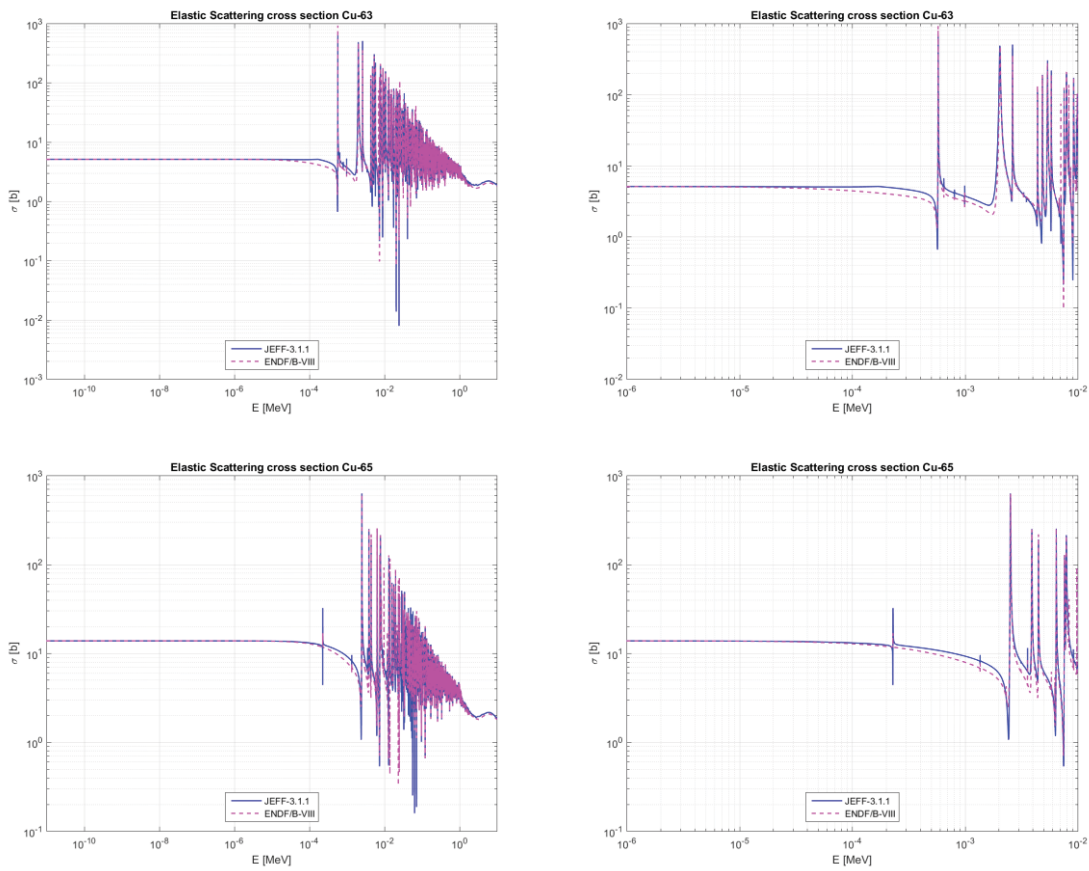 Elastic Scattering cross section Cu-63
10^3
10^2
10^1
10^0
10^-1
10^-2
10^-3
σ [b]
JEFF-3.1.1
ENDF/B-VIII
10^-10 10^-8 10^-6 10^-4 10^-2 10^0
E [MeV]
Elastic Scattering cross section Cu-63
10^3
10^2
10^1
10^0
10^-1
10^-2
σ [b]
JEFF-3.1.1
ENDF/B-VIII
10^-6 10^-5 10^-4 10^-3 10^-2
E [MeV]
Elastic Scattering cross section Cu-65
10^3
10^2
10^1
10^0
10^-1
σ [b]
JEFF-3.1.1
ENDF/B-VIII
10^-10 10^-8 10^-6 10^-4 10^-2 10^0
E [MeV]
Elastic Scattering cross section Cu-65
10^3
10^2
10^1
10^0
10^-1
σ [b]
JEFF-3.1.1
ENDF/B-VIII
10^-6 10^-5 10^-4 10^-3 10^-2
E [MeV]